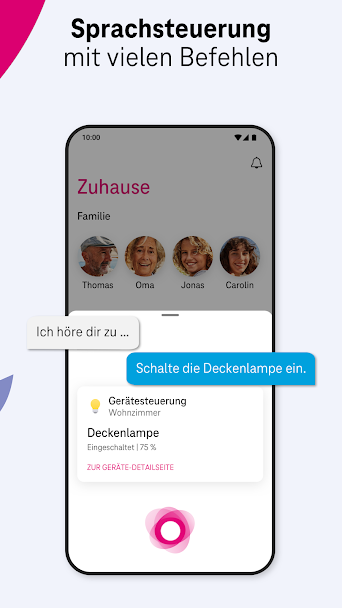 Sprachsteuerung
mit vielen Befehlen
10:00
Zuhause
Familie
Thomas Oma Jonas Carolin
Ich höre dir zu ...
Schalte die Deckenlampe ein.
Gerätesteuerung
Wohnzimmer
Deckenlampe
Eingeschaltet | 75 %
ZUR GERÄTE-DETAILSEITE